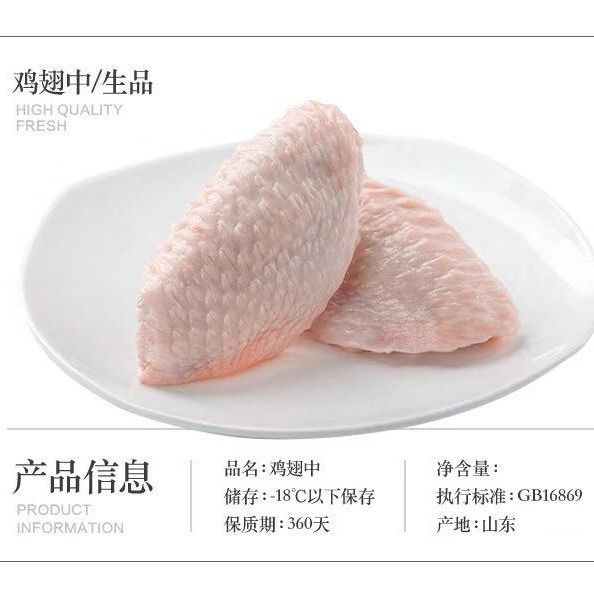 鸡翅中/生品
HIGH QUALITY
FRESH
产品信息
PRODUCT
INFORMATION
品名：鸡翅中
储存：-18℃以下保存
保质期：360天
净含量：
执行标准：GB16869
产地：山东